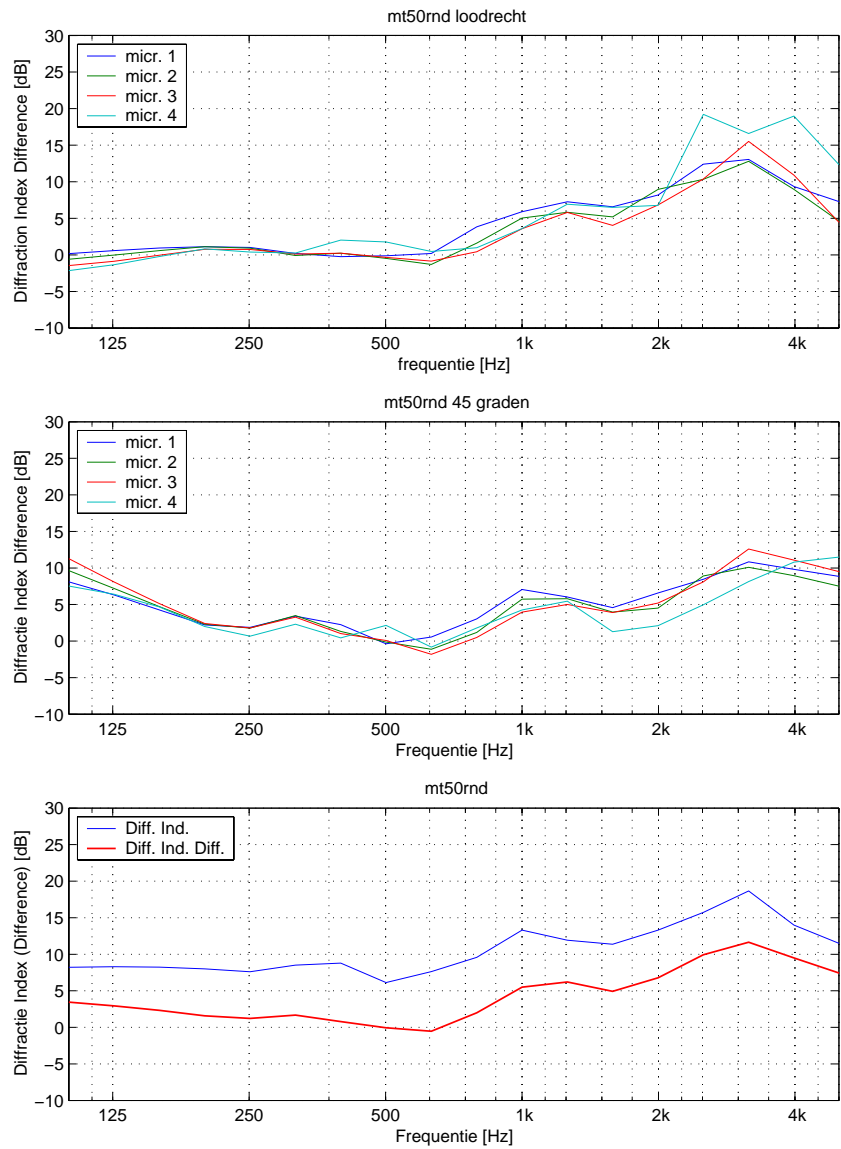 mt50rnd loodrecht
Diffraction Index Difference [dB]
30
25
20
15
10
5
0
−5
−10
micr. 1
micr. 2
micr. 3
micr. 4
125 250 500 1k 2k 4k
frequentie [Hz]
mt50rnd 45 graden
Diffractie Index Difference [dB]
30
25
20
15
10
5
0
−5
−10
micr. 1
micr. 2
micr. 3
micr. 4
125 250 500 1k 2k 4k
Frequentie [Hz]
mt50rnd
Diffractie Index (Difference) [dB]
30
25
20
15
10
5
0
−5
−10
Diff. Ind.
Diff. Ind. Diff.
125 250 500 1k 2k 4k
Frequentie [Hz]